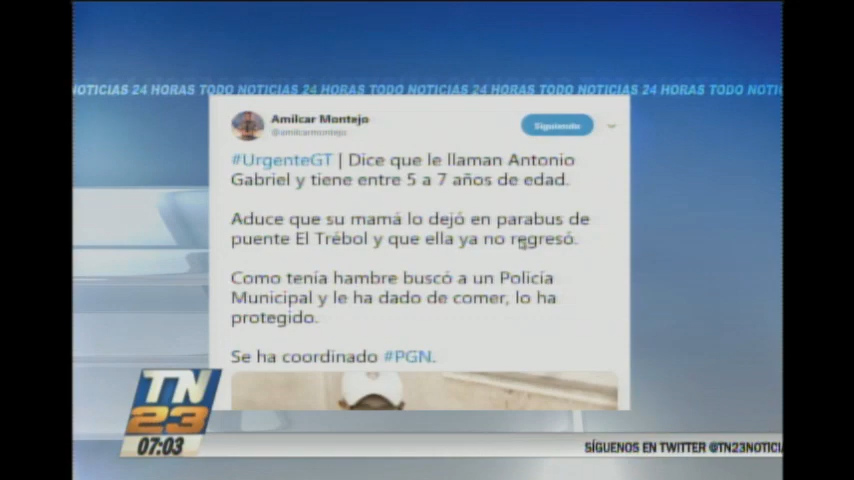 NOTICIAS 24 HORAS TODO NOTICIAS 24 HORAS TODO NOTICIAS 24 HORAS TODO NOTICIAS 24 HORAS TODO NOTIC
Amilcar Montejo
@amilcarmontejo
Siguiendo
#UrgenteGT | Dice que le llaman Antonio
Gabriel y tiene entre 5 a 7 años de edad.
Aduce que su mamá lo dejó en parabus de
puente El Trébol y que ella ya no regresó.
Como tenía hambre buscó a un Policía
Municipal y le ha dado de comer, lo ha
protegido.
Se ha coordinado #PGN.
TN
23
07:03
SÍGUENOS EN TWITTER @TN23NOTICI